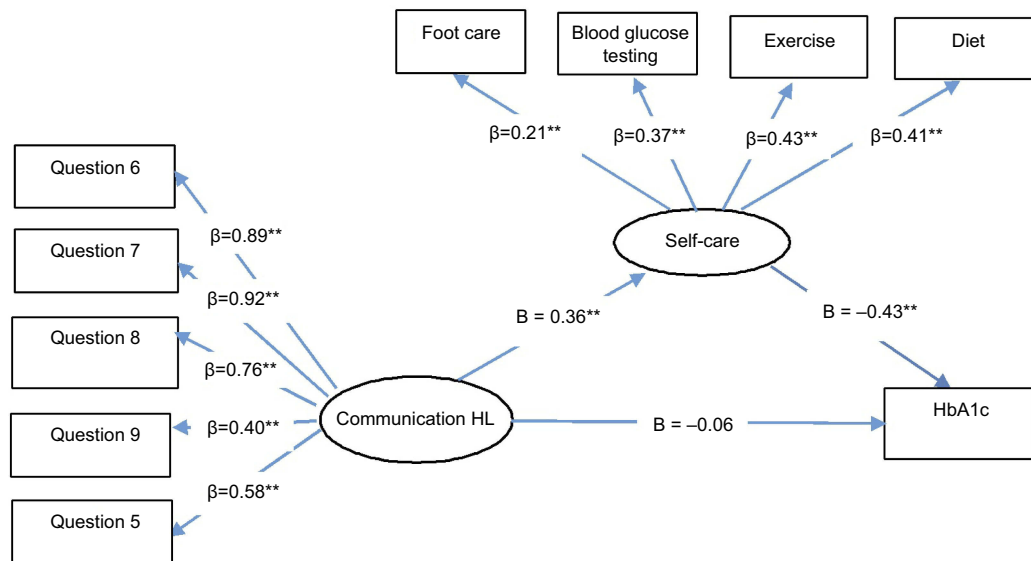 Foot care
Blood glucose
testing
Exercise
Diet
β=0.21**
β=0.37**
β=0.43**
β=0.41**
Question 6
Question 7
Question 8
Question 9
Question 5
β=0.89**
β=0.92**
β=0.76**
β=0.40**
β=0.58**
Self-care
B = 0.36**
B = –0.43**
Communication HL
B = –0.06
HbA1c